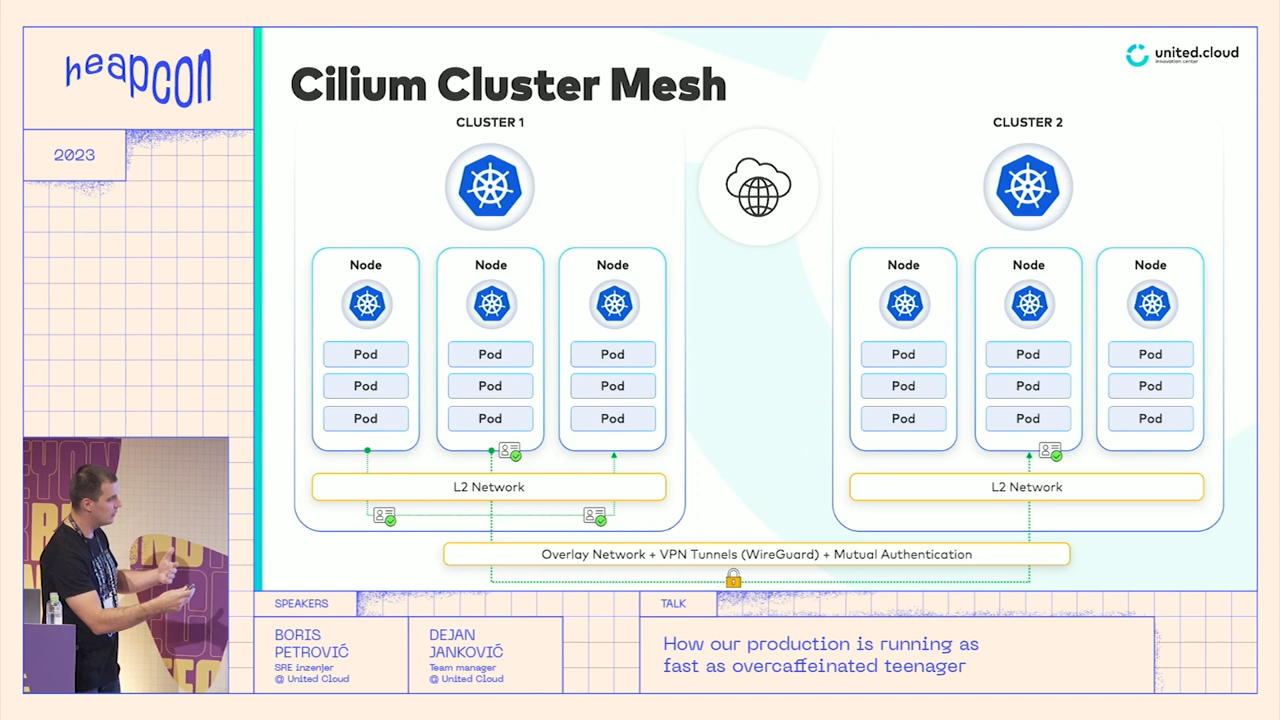 heapcon
2023
united.cloud
innovation center
Cilium Cluster Mesh
CLUSTER 1
CLUSTER 2
Node
Node
Node
Pod
Pod
Pod
Pod
Pod
Pod
Pod
Pod
Pod
L2 Network
Node
Node
Node
Pod
Pod
Pod
Pod
Pod
Pod
Pod
Pod
Pod
L2 Network
Overlay Network + VPN Tunnels (WireGuard) + Mutual Authentication
SPEAKERS
BORIS
PETROVIĆ
SRE inzenjer
@ United Cloud
DEJAN
JANKOVIĆ
Team manager
@ United Cloud
TALK
How our production is running as
fast as overcaffeinated teenager